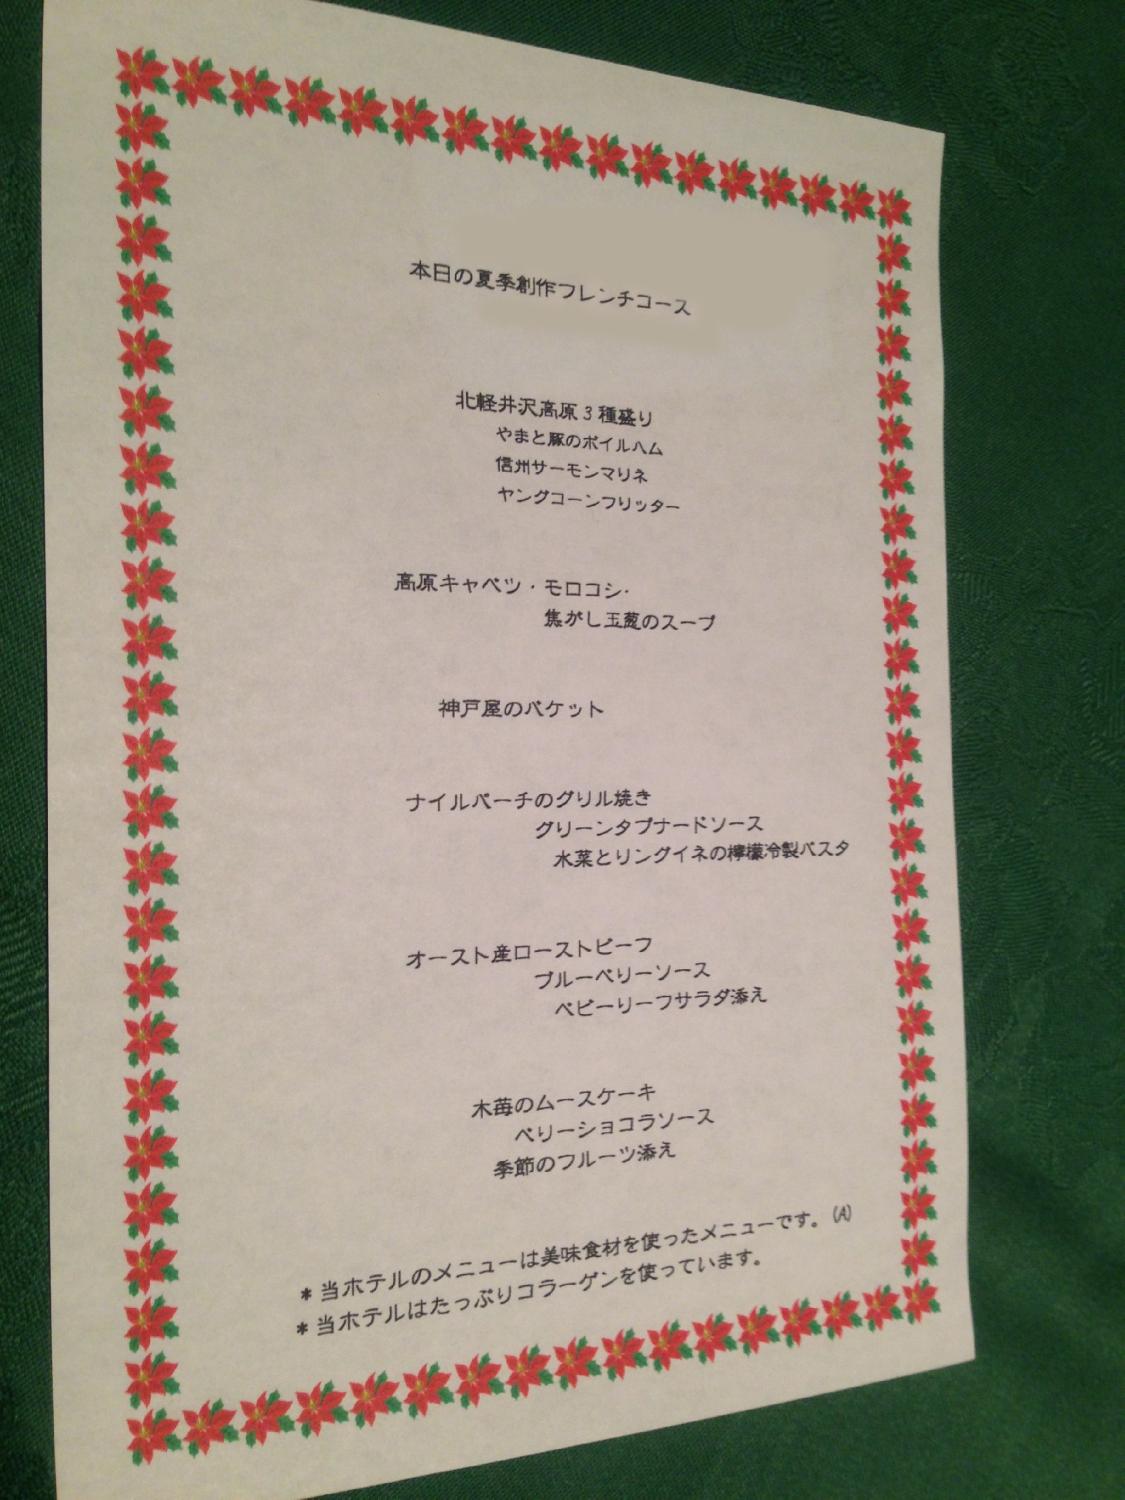 本日の夏季創作フレンチコース
北軽井沢高原3種盛り
やまと豚のボイルハム
信州サーモンマリネ
ヤングコーンフリッター
高原キャベツ・モロコシ・
焦がし玉葱のスープ
神戸屋のバケット
ナイルパーチのグリル焼き
グリーンタプナードソース
水菜とリングイネの檸檬冷製パスタ
オースト産ローストビーフ
ブルーベリーソース
ベビーリーフサラダ添え
木苺のムースケーキ
ベリーショコラソース
季節のフルーツ添え
*当ホテルのメニューは美味食材を使ったメニューです。(A)
*当ホテルはたっぷりコラーゲンを使っています。